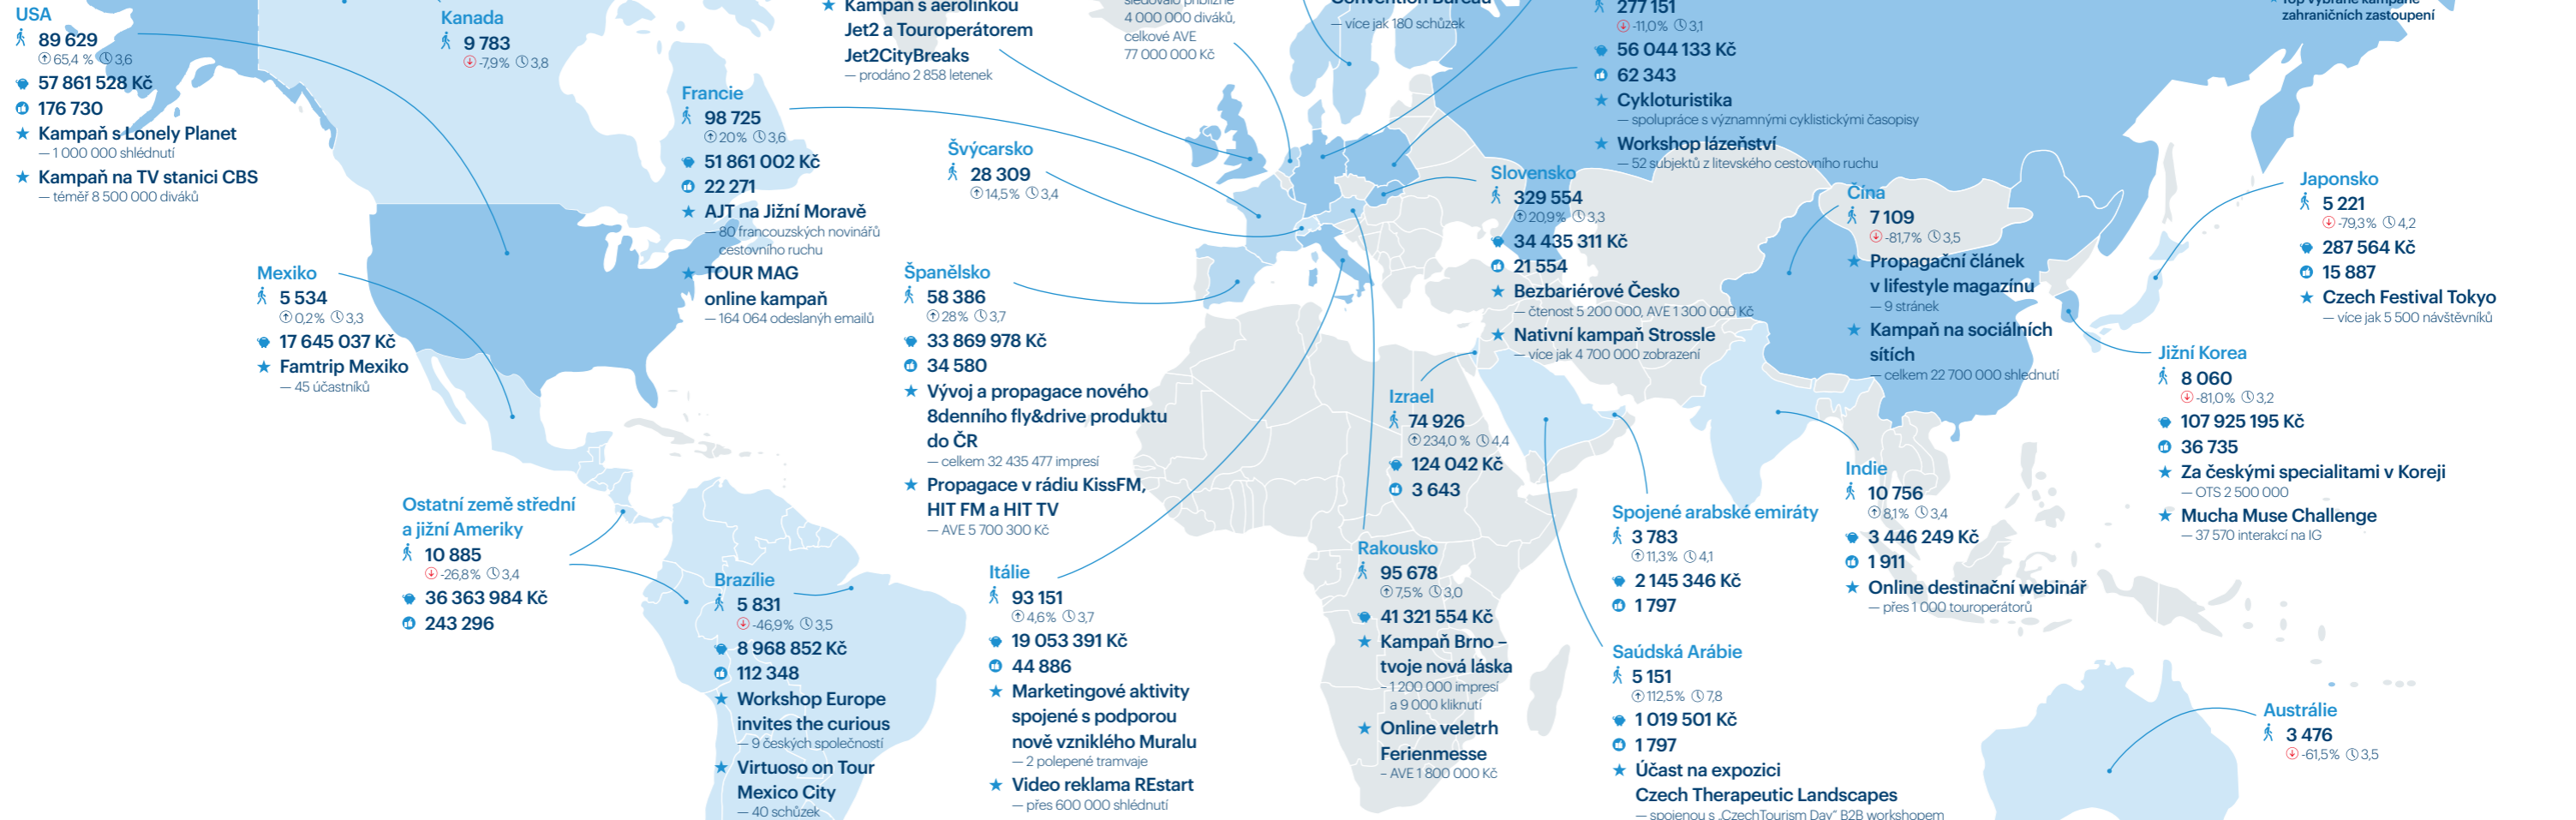 USA
89 629
65,4 % 3,6
57 861 528 Kč
176 730
Kampaň s Lonely Planet
— 1 000 000 shlédnutí
Kampaň na TV stanici CBS
— téměř 8 500 000 diváků
Kanada
9 783
-7,9% 3,8
Mexiko
5 534
0,2% 3,3
17 645 037 Kč
Famtrip Mexiko
— 45 účastníků
Ostatní země střední
a jižní Ameriky
10 885
-26,8% 3,4
36 363 984 Kč
243 296
Francie
98 725
20% 3,6
51 861 002 Kč
22 271
AJT na Jižní Moravě
— 80 francouzských novinářů
cestovního ruchu
TOUR MAG
online kampaň
— 164 064 odeslanýh emailů
Brazílie
5 831
-46,9% 3,5
8 968 852 Kč
112 348
Workshop Europe
invites the curious
— 9 českých společností
Virtuoso on Tour
Mexico City
— 40 schůzek
Kampaň s aerolinkou
Jet2 a Touroperátorem
Jet2CityBreaks
— prodáno 2 858 letenek
Švýcarsko
28 309
14,5% 3,4
Španělsko
58 386
28% 3,7
33 869 978 Kč
34 580
Vývoj a propagace nového
8denního fly&drive produktu
do ČR
— celkem 32 435 477 impresí
Propagace v rádiu KissFM,
HIT FM a HIT TV
— AVE 5 700 300 Kč
Itálie
93 151
4,6% 3,7
19 053 391 Kč
44 886
Marketingové aktivity
spojené s podporou
nově vzniklého Muralu
— 2 polepené tramvaje
Video reklama REstart
— přes 600 000 shlédnutí
sledovalo přibližně
4 000 000 diváků,
celkové AVE
77 000 000 Kč
Convention Bureau
— více jak 180 schůzek
277 151
-11,0% 3,1
56 044 133 Kč
62 343
Cykloturistika
— spolupráce s významnými cyklistickými časopisy
Workshop lázeňství
— 52 subjektů z litevského cestovního ruchu
Slovensko
329 554
20,9% 3,3
34 435 311 Kč
21 554
Bezbariérové Česko
— čtenost 5 200 000, AVE 1 300 000 Kč
Nativní kampaň Strossle
— více jak 4 700 000 zobrazení
Izrael
74 926
234,0 % 4,4
124 042 Kč
3 643
Rakousko
95 678
7,5% 3,0
41 321 554 Kč
Kampaň Brno –
tvoje nová láska
– 1 200 000 impresí
a 9 000 kliknutí
Online veletrh
Ferienmesse
– AVE 1 800 000 Kč
Spojené arabské emiráty
3 783
11,3% 4,1
2 145 346 Kč
1 797
Saúdská Arábie
5 151
112,5% 7,8
1 019 501 Kč
1 797
Účast na expozici
Czech Therapeutic Landscapes
— spojenou s „CzechTourism Day“ B2B workshopem
Čína
7 109
-81,7% 3,5
Propagační článek
v lifestyle magazínu
— 9 stránek
Kampaň na sociálních
sítích
— celkem 22 700 000 shlédnutí
Indie
10 756
8,1% 3,4
3 446 249 Kč
1 911
Online destinační webinář
— přes 1 000 touroperátorů
Top vybrané kampaně
zahraničních zastoupení
Japonsko
5 221
-79,3% 4,2
287 564 Kč
15 887
Czech Festival Tokyo
— více jak 5 500 návštěvníků
Jižní Korea
8 060
-81,0% 3,2
107 925 195 Kč
36 735
Za českými specialitami v Koreji
— OTS 2 500 000
Mucha Muse Challenge
— 37 570 interakcí na IG
Austrálie
3 476
-61,5% 3,5